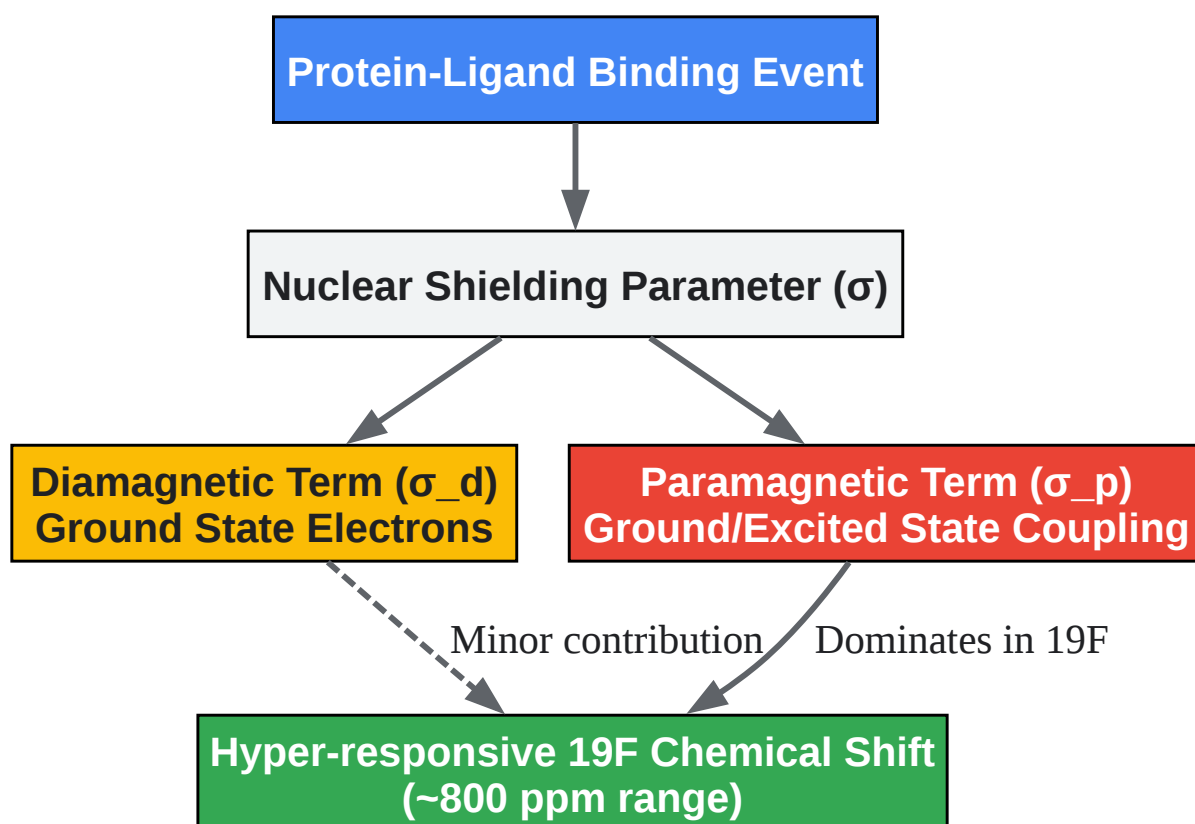 Protein-Ligand Binding Event
Nuclear Shielding Parameter (σ)
Diamagnetic Term (σ_d)
Ground State Electrons
Paramagnetic Term (σ_p)
Ground/Excited State Coupling
Minor contribution
Dominates in 19F
Hyper-responsive 19F Chemical Shift
(~800 ppm range)